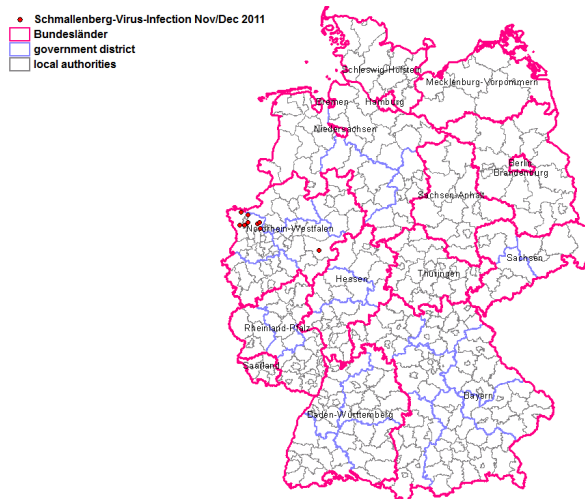 Schmallenberg-Virus-Infection Nov/Dec 2011
Bundesländer
government district
local authorities
Schleswig-Holstein
Mecklenburg-Vorpommern
Bremen
Hamburg
Niedersachsen
Berlin
Brandenburg
Sachsen-Anhalt
Nordrhein-Westfalen
Sachsen
Thüringen
Hessen
Rheinland-Pfalz
Saarland
Bayern
Baden-Württemberg